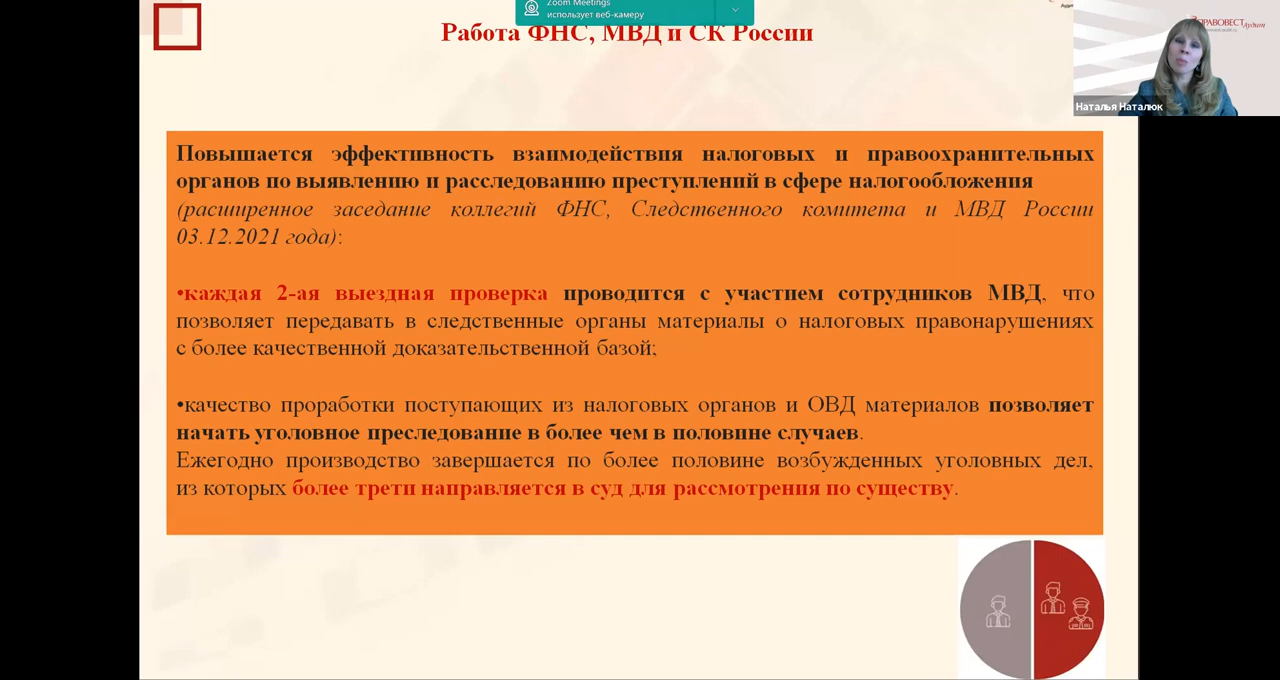 Zoom Meetings
использует веб-камеру
Работа ФНС, МВД и СК России
Наталья Наталюк
Повышается эффективность взаимодействия налоговых и правоохранительных
органов по выявлению и расследованию преступлений в сфере налогообложения
(расширенное заседание коллегий ФНС, Следственного комитета и МВД России
03.12.2021 года):
•каждая 2-ая выездная проверка проводится с участием сотрудников МВД, что
позволяет передавать в следственные органы материалы о налоговых правонарушениях
с более качественной доказательственной базой;
•качество проработки поступающих из налоговых органов и ОВД материалов позволяет
начать уголовное преследование в более чем в половине случаев.
Ежегодно производство завершается по более половине возбужденных уголовных дел,
из которых более трети направляется в суд для рассмотрения по существу.